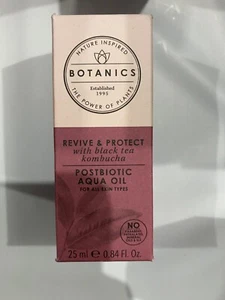 NATURE INSPIRED
BOTANICS
Established
1995
THE POWER OF PLANTS
REVIVE & PROTECT
with black tea
kombucha
POSTBIOTIC
AQUA OIL
FOR ALL SKIN TYPES
NO
25 ml ℮ 0.84 Fl. Oz.